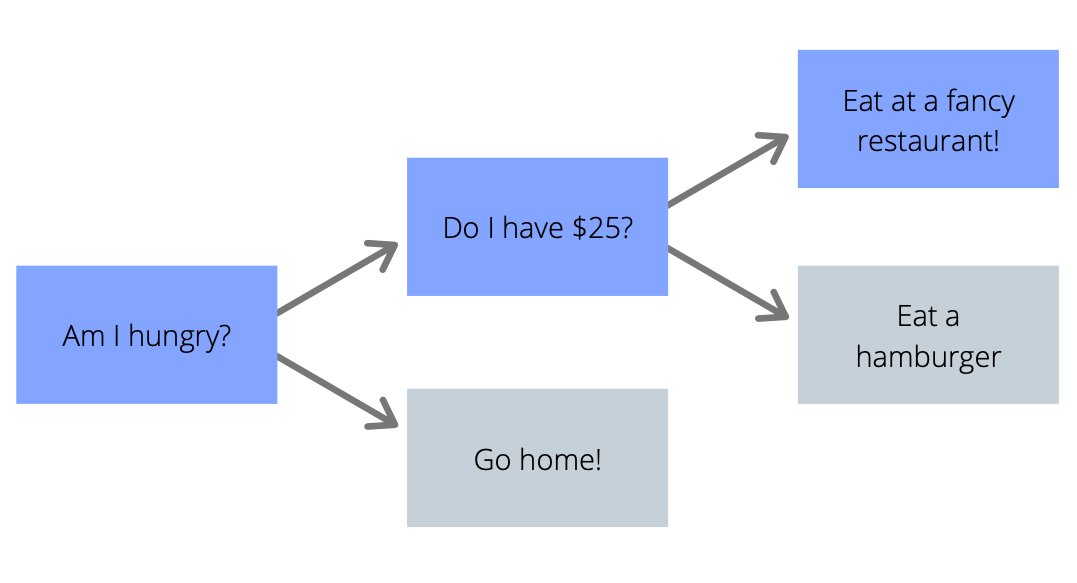 Am I hungry?
Do I have $25?
Go home!
Eat at a fancy
restaurant!
Eat a
hamburger